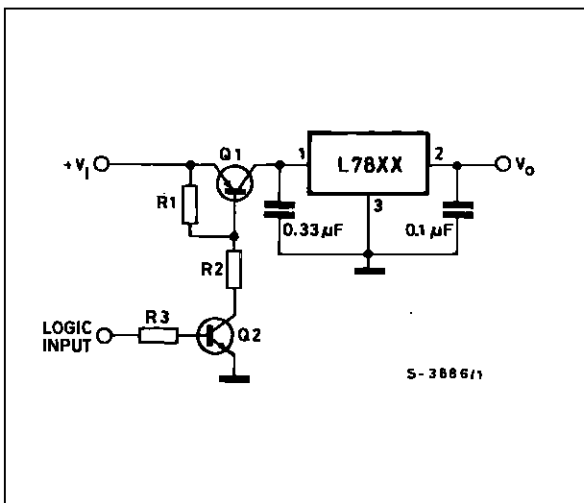 +V_I
Q1
1
L78XX
2
V_O
R1
3
0.33µF
0.1µF
R2
LOGIC
INPUT
R3
Q2
S-3886/1